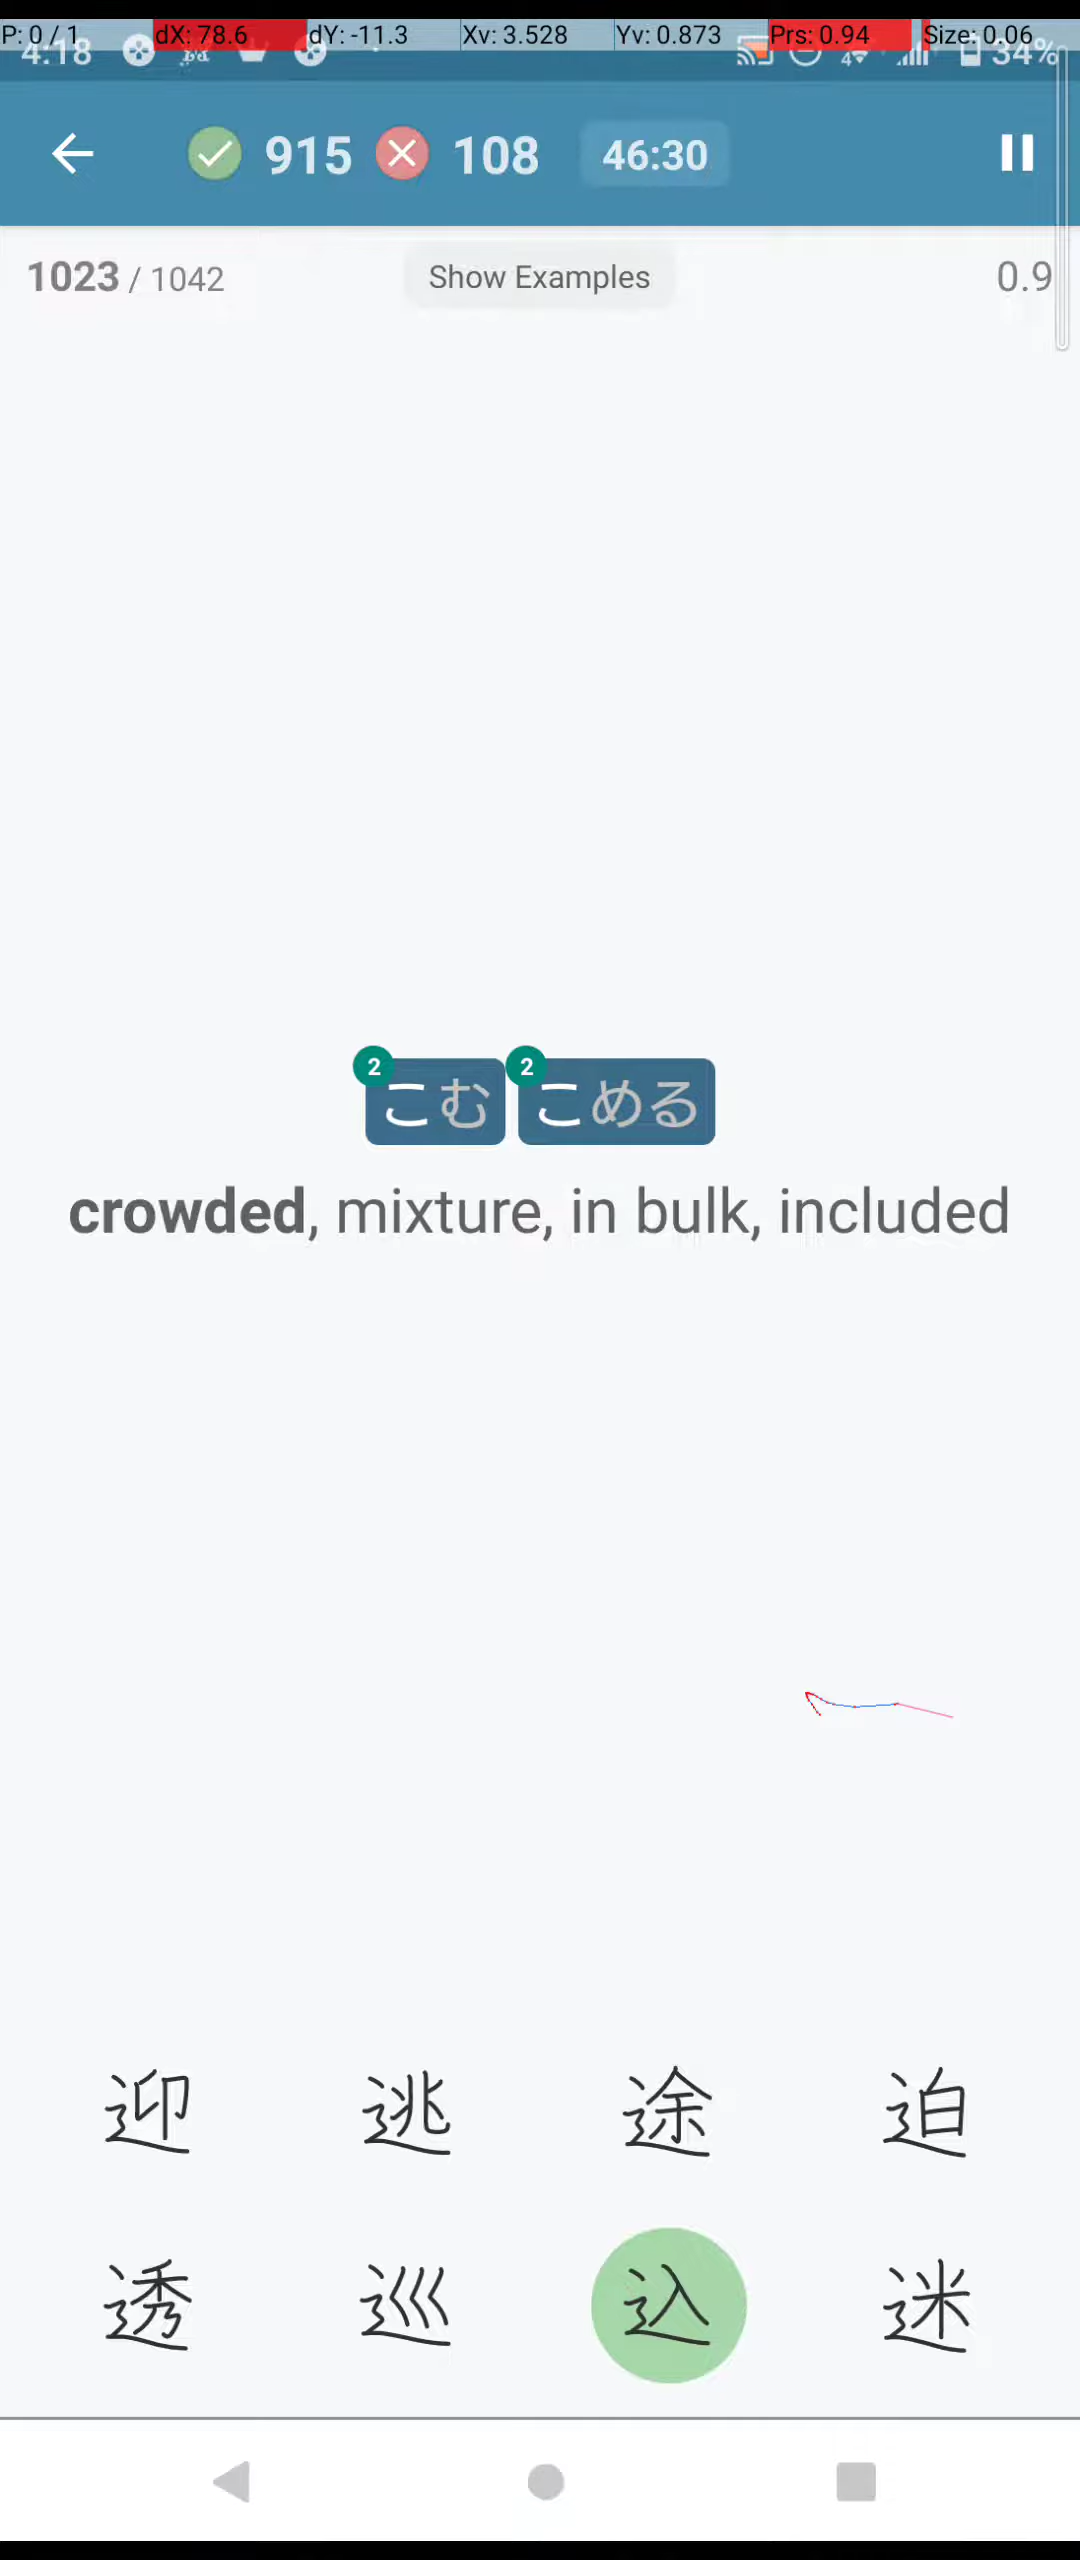 P: 0 / 1 dX: 78.6 dY: -11.3 Xv: 3.528 Yv: 0.873 Prs: 0.94 Size: 0.06
4:18 34%
915 108 46:30
1023 / 1042 Show Examples 0.9
2 こむ 2 こめる
crowded, mixture, in bulk, included
迎 逃 途 迫
透 巡 込 迷